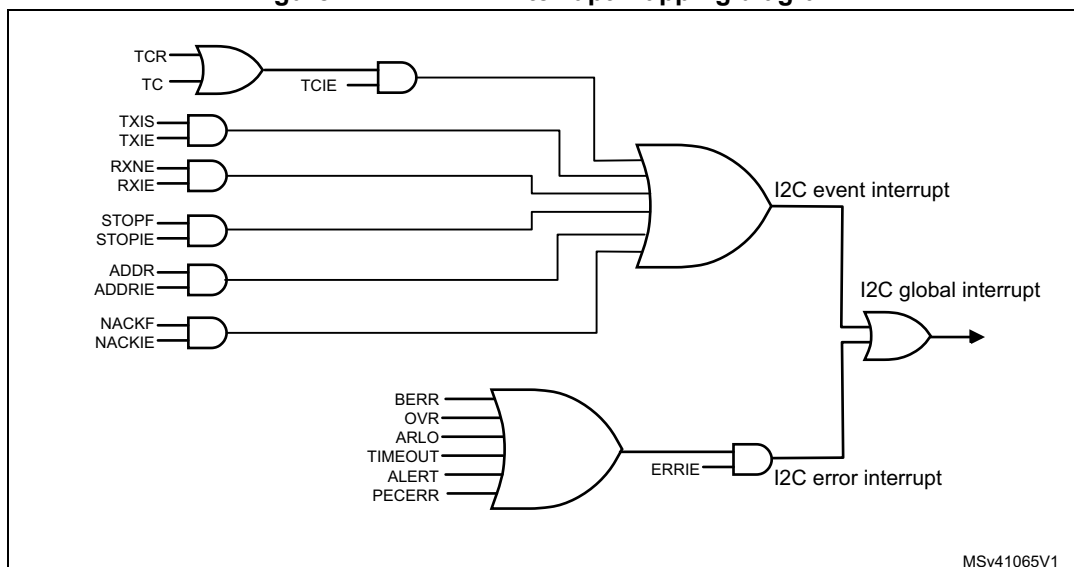 TCR
TC
TCIE
TXIS
TXIE
RXNE
RXIE
STOPF
STOPIE
ADDR
ADDRIE
NACKF
NACKIE
I2C event interrupt
I2C global interrupt
BERR
OVR
ARLO
TIMEOUT
ALERT
PECERR
ERRIE
I2C error interrupt
MSv41065V1